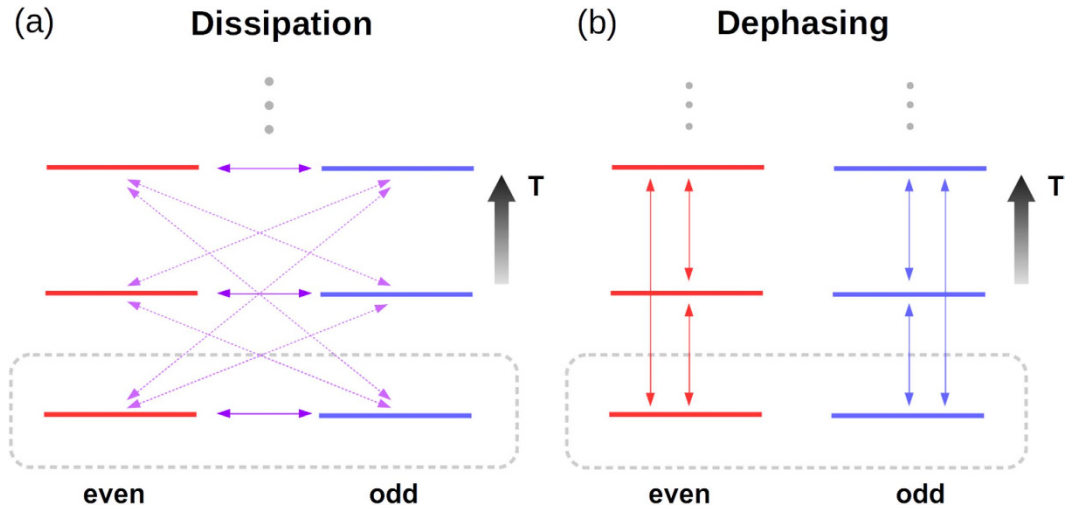 (a) Dissipation
(b) Dephasing
T
T
even odd
even odd